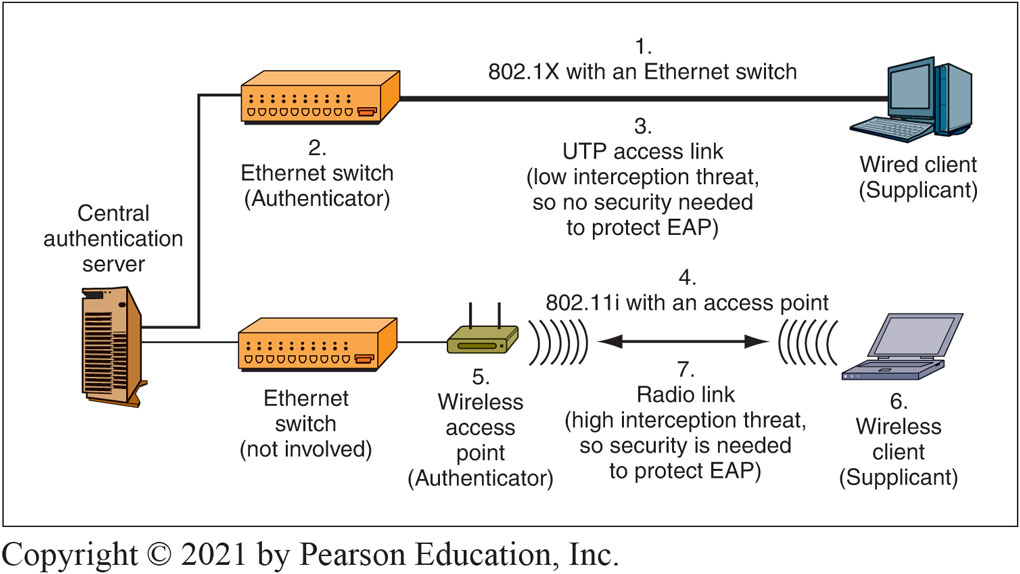 1.
802.1X with an Ethernet switch
2.
Ethernet switch
(Authenticator)
3.
UTP access link
(low interception threat,
so no security needed
to protect EAP)
Wired client
(Supplicant)
Central
authentication
server
4.
802.11i with an access point
Ethernet
switch
(not involved)
5.
Wireless
access
point
(Authenticator)
7.
Radio link
(high interception threat,
so security is needed
to protect EAP)
6.
Wireless
client
(Supplicant)
Copyright © 2021 by Pearson Education, Inc.